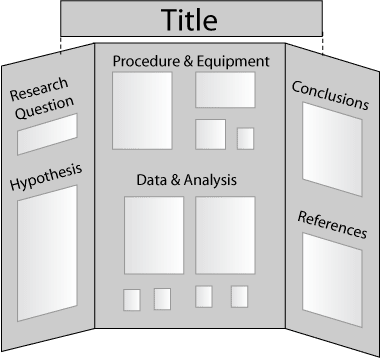 Title
Research
Question
Hypothesis
Procedure & Equipment
Data & Analysis
Conclusions
References